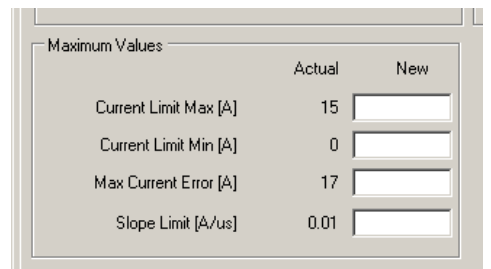 Maximum Values
Actual New
Current Limit Max [A] 15
Current Limit Min [A] 0
Max Current Error [A] 17
Slope Limit [A/us] 0.01